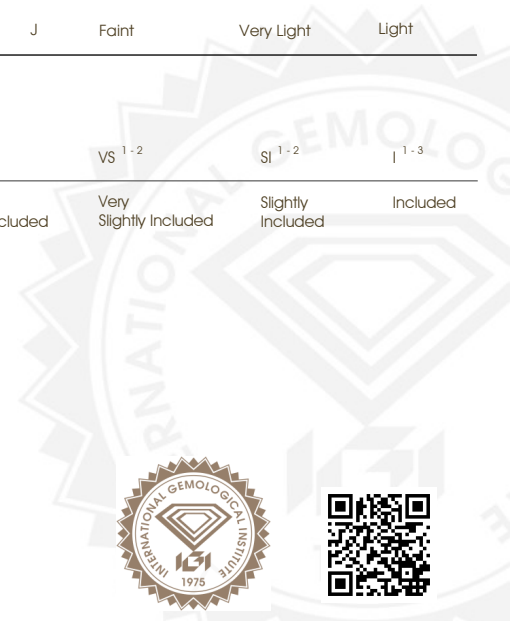 J Faint Very Light Light
VS 1 - 2 SI 1 - 2 I 1 - 3
cluded Very Slightly Included
Slightly Included
Included
INTERNATIONAL GEMOLOGICAL INSTITUTE
IGI
1975